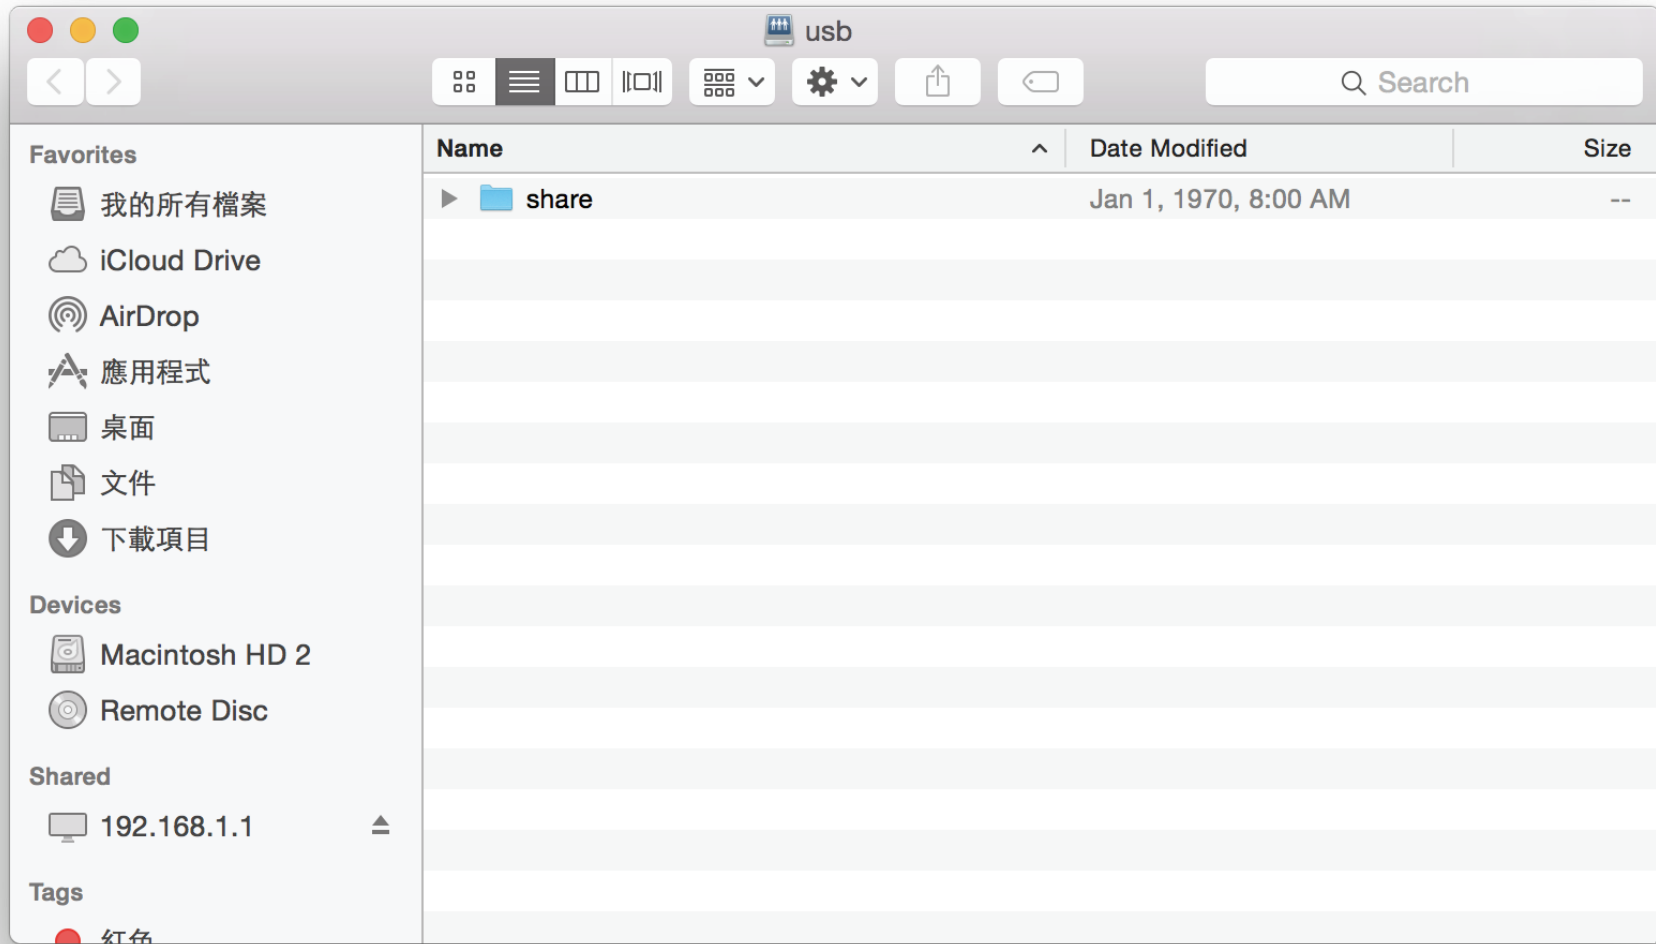 usb
Search
Favorites
我的所有檔案
iCloud Drive
AirDrop
應用程式
桌面
文件
下載項目
Devices
Macintosh HD 2
Remote Disc
Shared
192.168.1.1
Tags
紅色
Name Date Modified Size
share Jan 1, 1970, 8:00 AM --